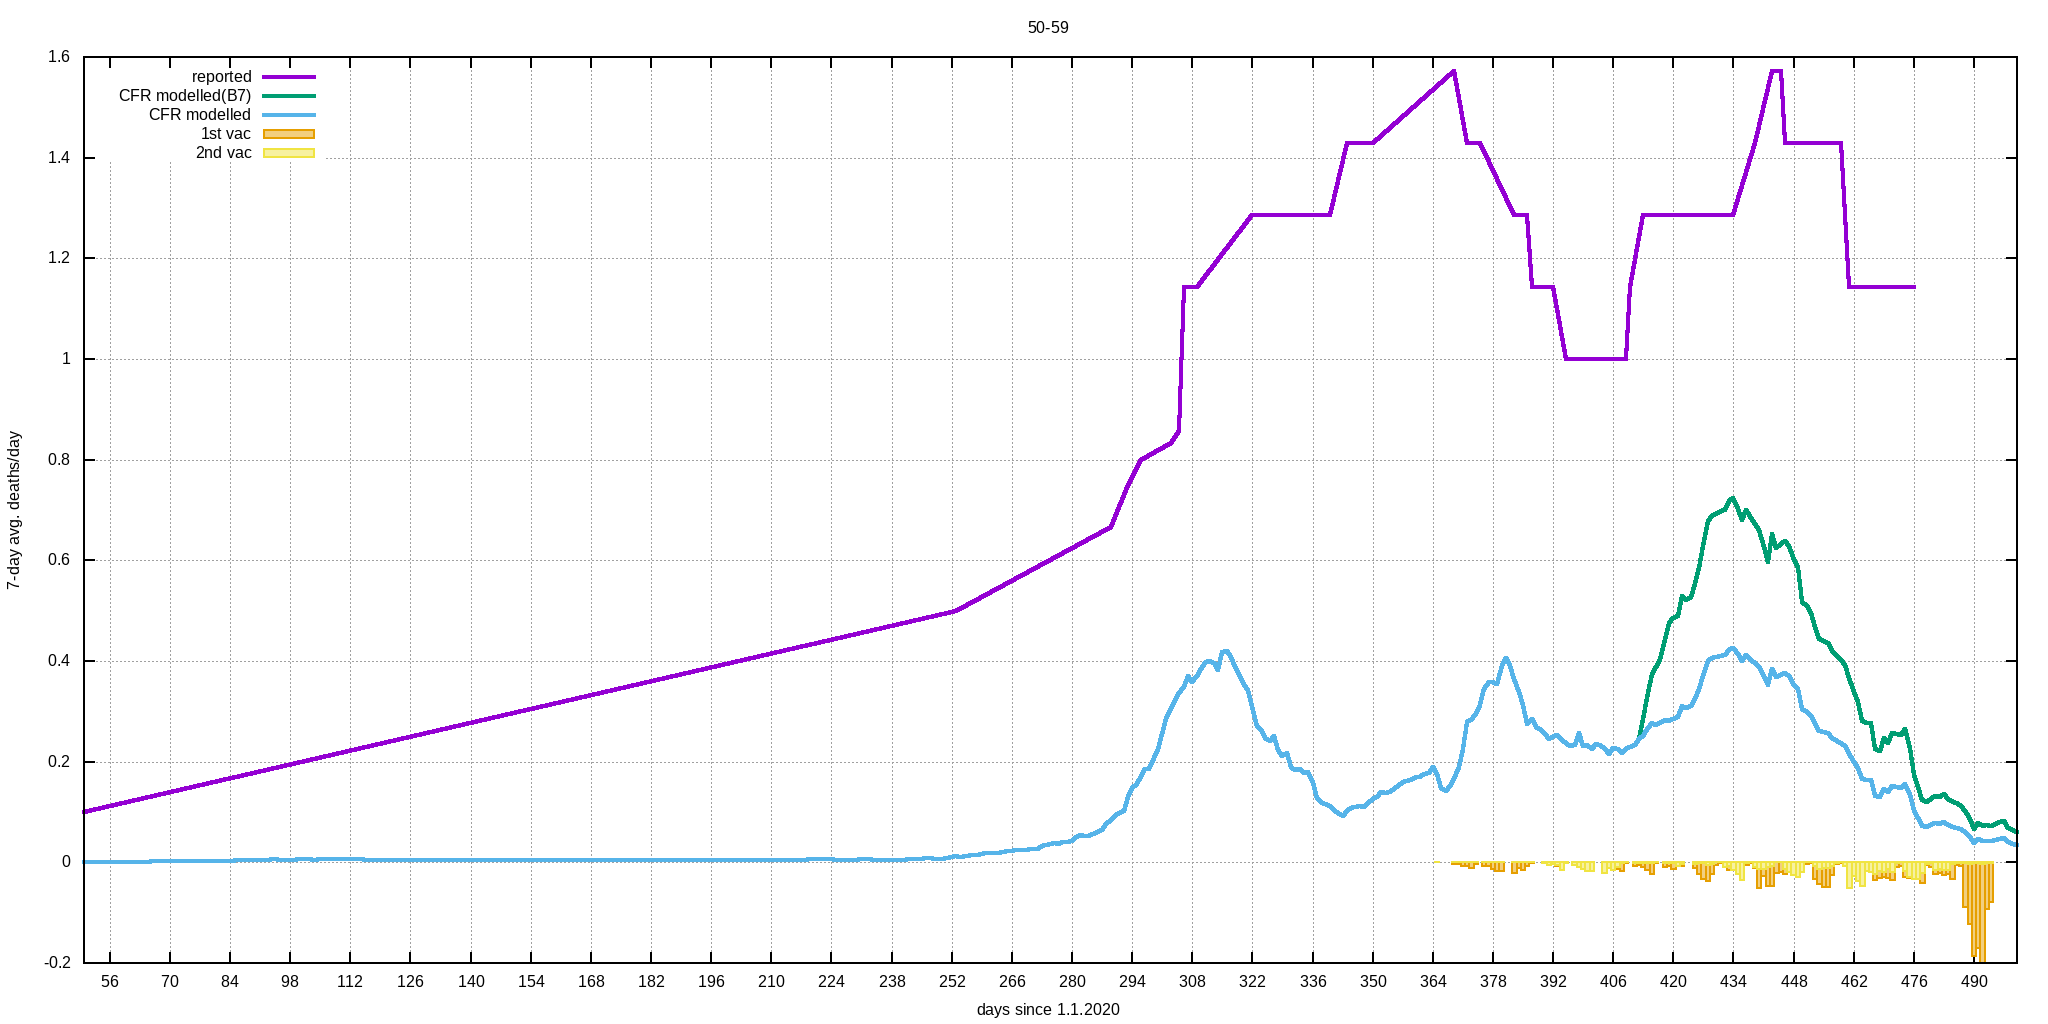 50-59
1.6
1.4
1.2
1
0.8
0.6
0.4
0.2
0
-0.2
7-day avg. deaths/day
reported
CFR modelled(B7)
CFR modelled
1st vac
2nd vac
56 70 84 98 112 126 140 154 168 182 196 210 224 238 252 266 280 294 308 322 336 350 364 378 392 406 420 434 448 462 476 490
days since 1.1.2020